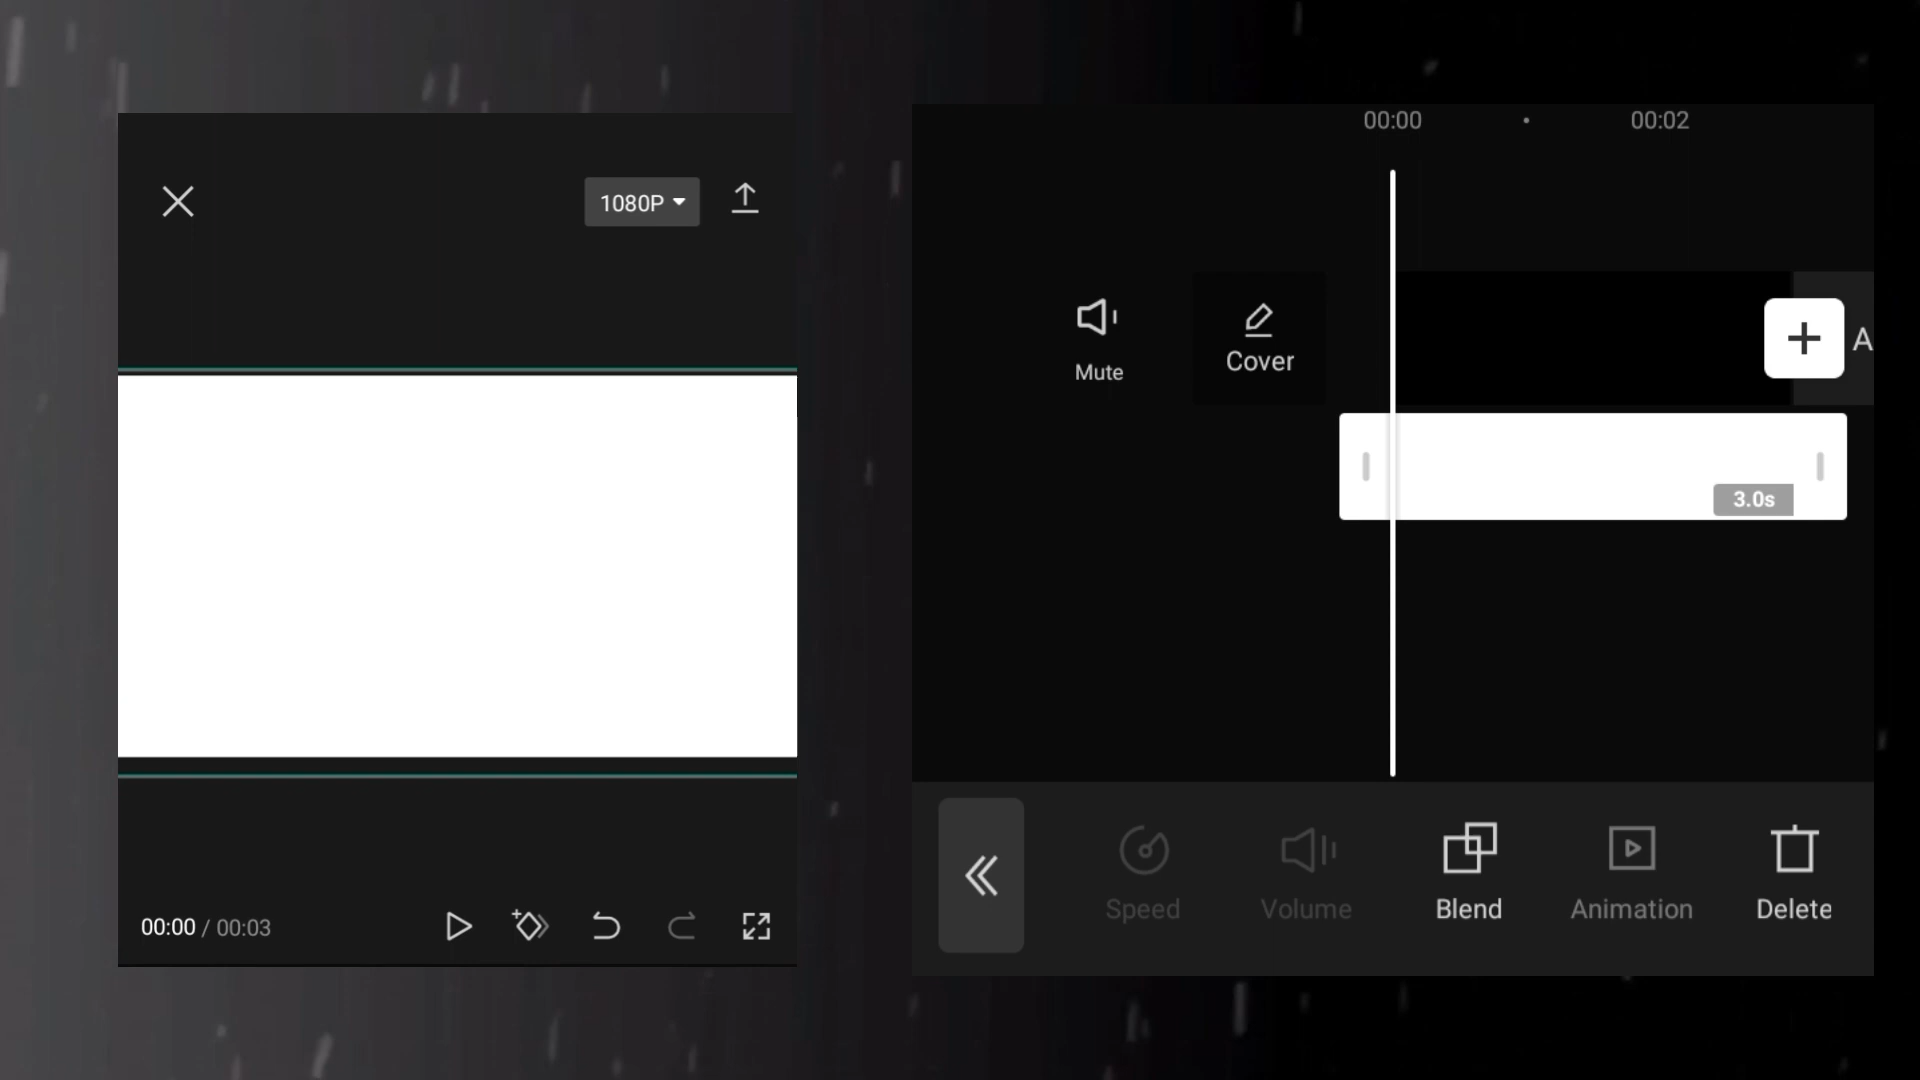 1080P
00:00 / 00:03
00:00
00:02
Mute
Cover
A
3.0s
Speed
Volume
Blend
Animation
Delete